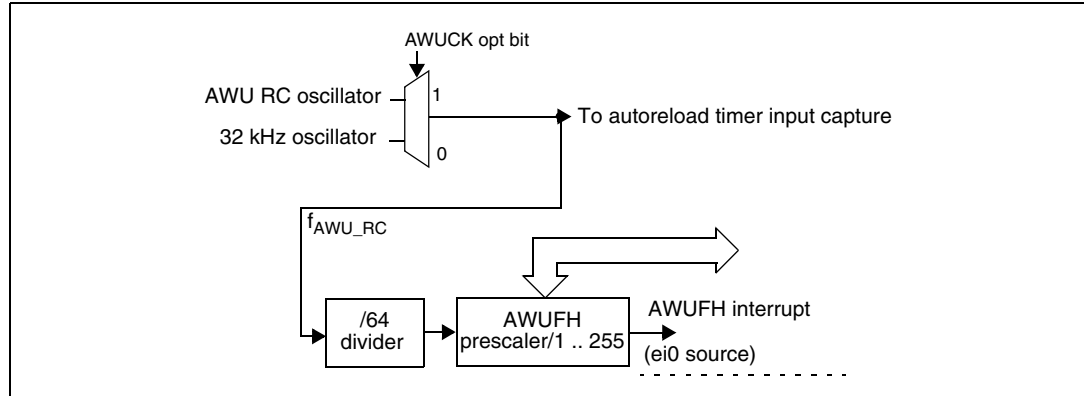 AWUCK opt bit
AWU RC oscillator
1
To autoreload timer input capture
32 kHz oscillator
0
fAWU_RC
/64
divider
AWUFH
prescaler/1 .. 255
AWUFH interrupt
(ei0 source)